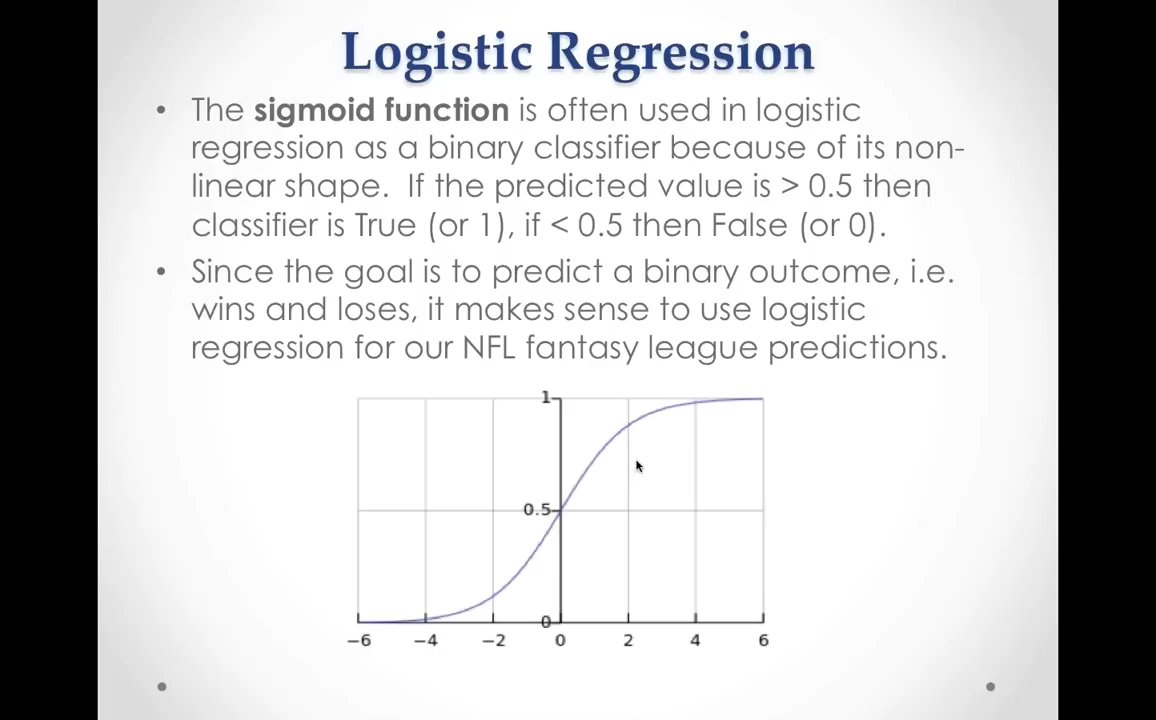 Logistic Regression
• The sigmoid function is often used in logistic
regression as a binary classifier because of its non-
linear shape.  If the predicted value is > 0.5 then
classifier is True (or 1), if < 0.5 then False (or 0).
• Since the goal is to predict a binary outcome, i.e.
wins and loses, it makes sense to use logistic
regression for our NFL fantasy league predictions.
1
0.5
0
−6 −4 −2 0 2 4 6